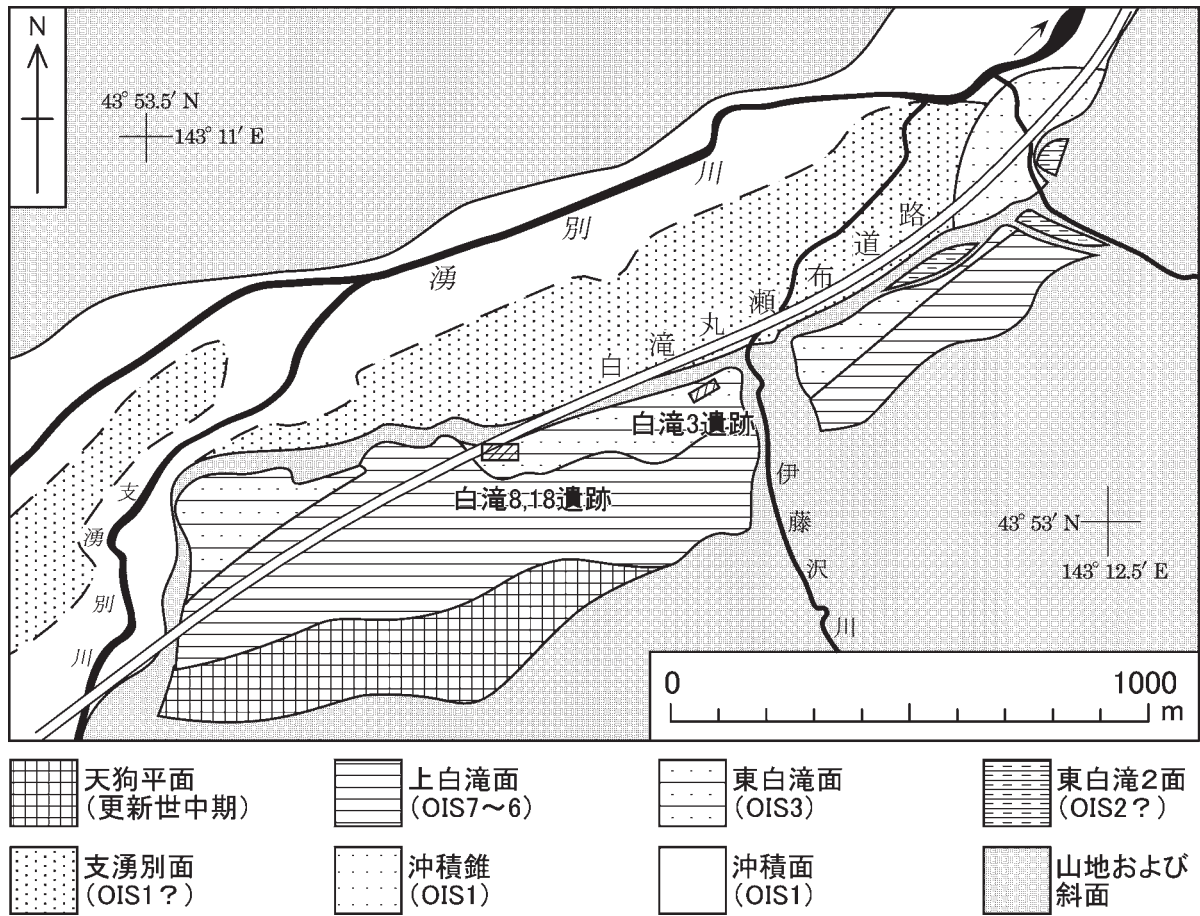 N
43° 53.5′ N
143° 11′ E
湧別川
白滝丸瀬布道路
白滝3遺跡
白滝8,18遺跡
支湧別川
伊藤沢川
43° 53′ N
143° 12.5′ E
0 1000
m
天狗平面 上白滝面 東白滝面 東白滝2面
(更新世中期) (OIS7～6) (OIS3) (OIS2？)
支湧別面 沖積錐 沖積面 山地および
(OIS1？) (OIS1) (OIS1) 斜面